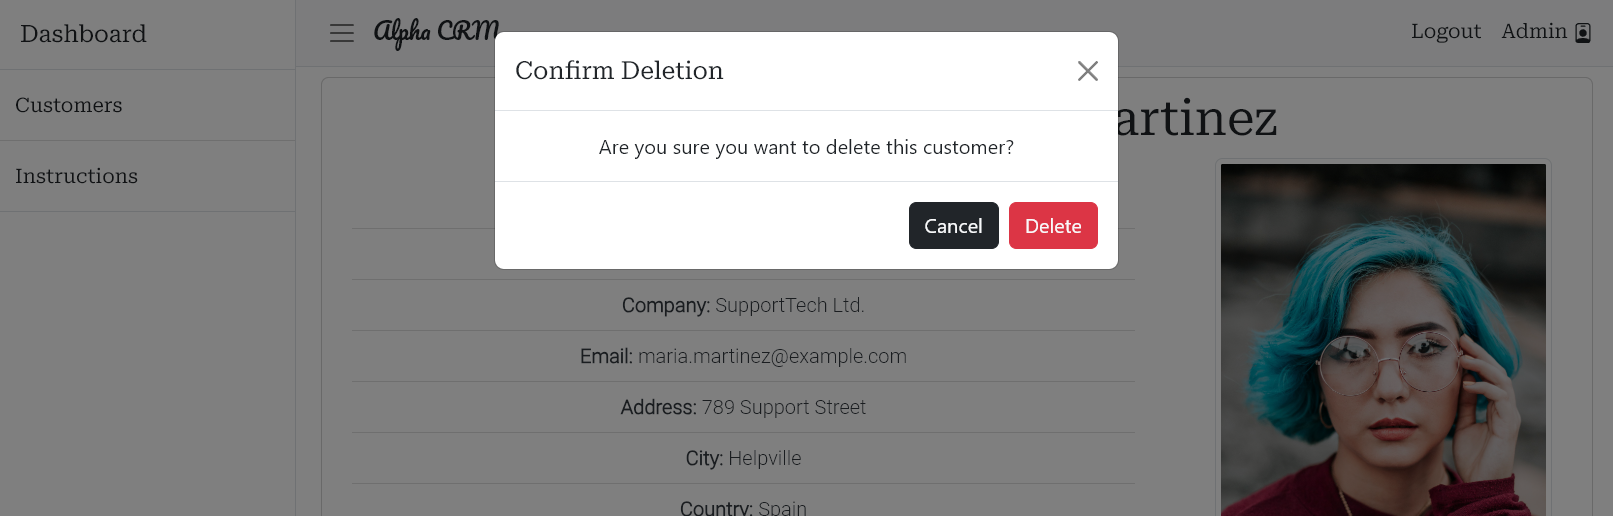 Dashboard
Alpha CRM
Logout Admin
Confirm Deletion
Customers
artinez
Are you sure you want to delete this customer?
Instructions
Cancel Delete
Company: SupportTech Ltd.
Email: maria.martinez@example.com
Address: 789 Support Street
City: Helpville
Country: Spain